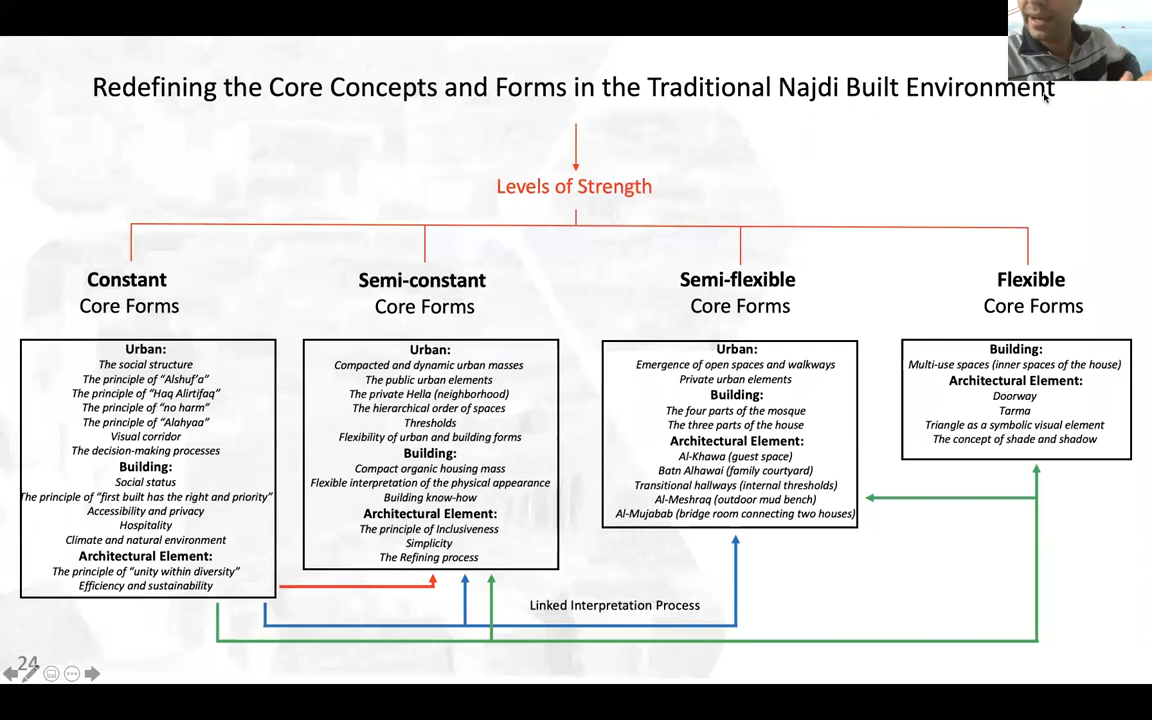 Redefining the Core Concepts and Forms in the Traditional Najdi Built Environment
Levels of Strength
Constant
Core Forms
Urban:
The social structure
The principle of “Alshuf’a”
The principle of “Haq Alirtifaq”
The principle of “no harm”
The principle of “Alahyaa”
Visual corridor
The decision-making processes
Building:
Social status
The principle of “first built has the right and priority”
Accessibility and privacy
Hospitality
Climate and natural environment
Architectural Element:
The principle of “unity within diversity”
Efficiency and sustainability
Semi-constant
Core Forms
Urban:
Compacted and dynamic urban masses
The public urban elements
The private Hella (neighborhood)
The hierarchical order of spaces
Thresholds
Flexibility of urban and building forms
Building:
Compact organic housing mass
Flexible interpretation of the physical appearance
Building know-how
Architectural Element:
The principle of Inclusiveness
Simplicity
The Refining process
Semi-flexible
Core Forms
Urban:
Emergence of open spaces and walkways
Private urban elements
Building:
The four parts of the mosque
The three parts of the house
Architectural Element:
Al-Khawa (guest space)
Batn Alhawai (family courtyard)
Transitional hallways (internal thresholds)
Al-Meshraq (outdoor mud bench)
Al-Mujabab (bridge room connecting two houses)
Flexible
Core Forms
Building:
Multi-use spaces (inner spaces of the house)
Architectural Element:
Doorway
Tarma
Triangle as a symbolic visual element
The concept of shade and shadow
Linked Interpretation Process
24